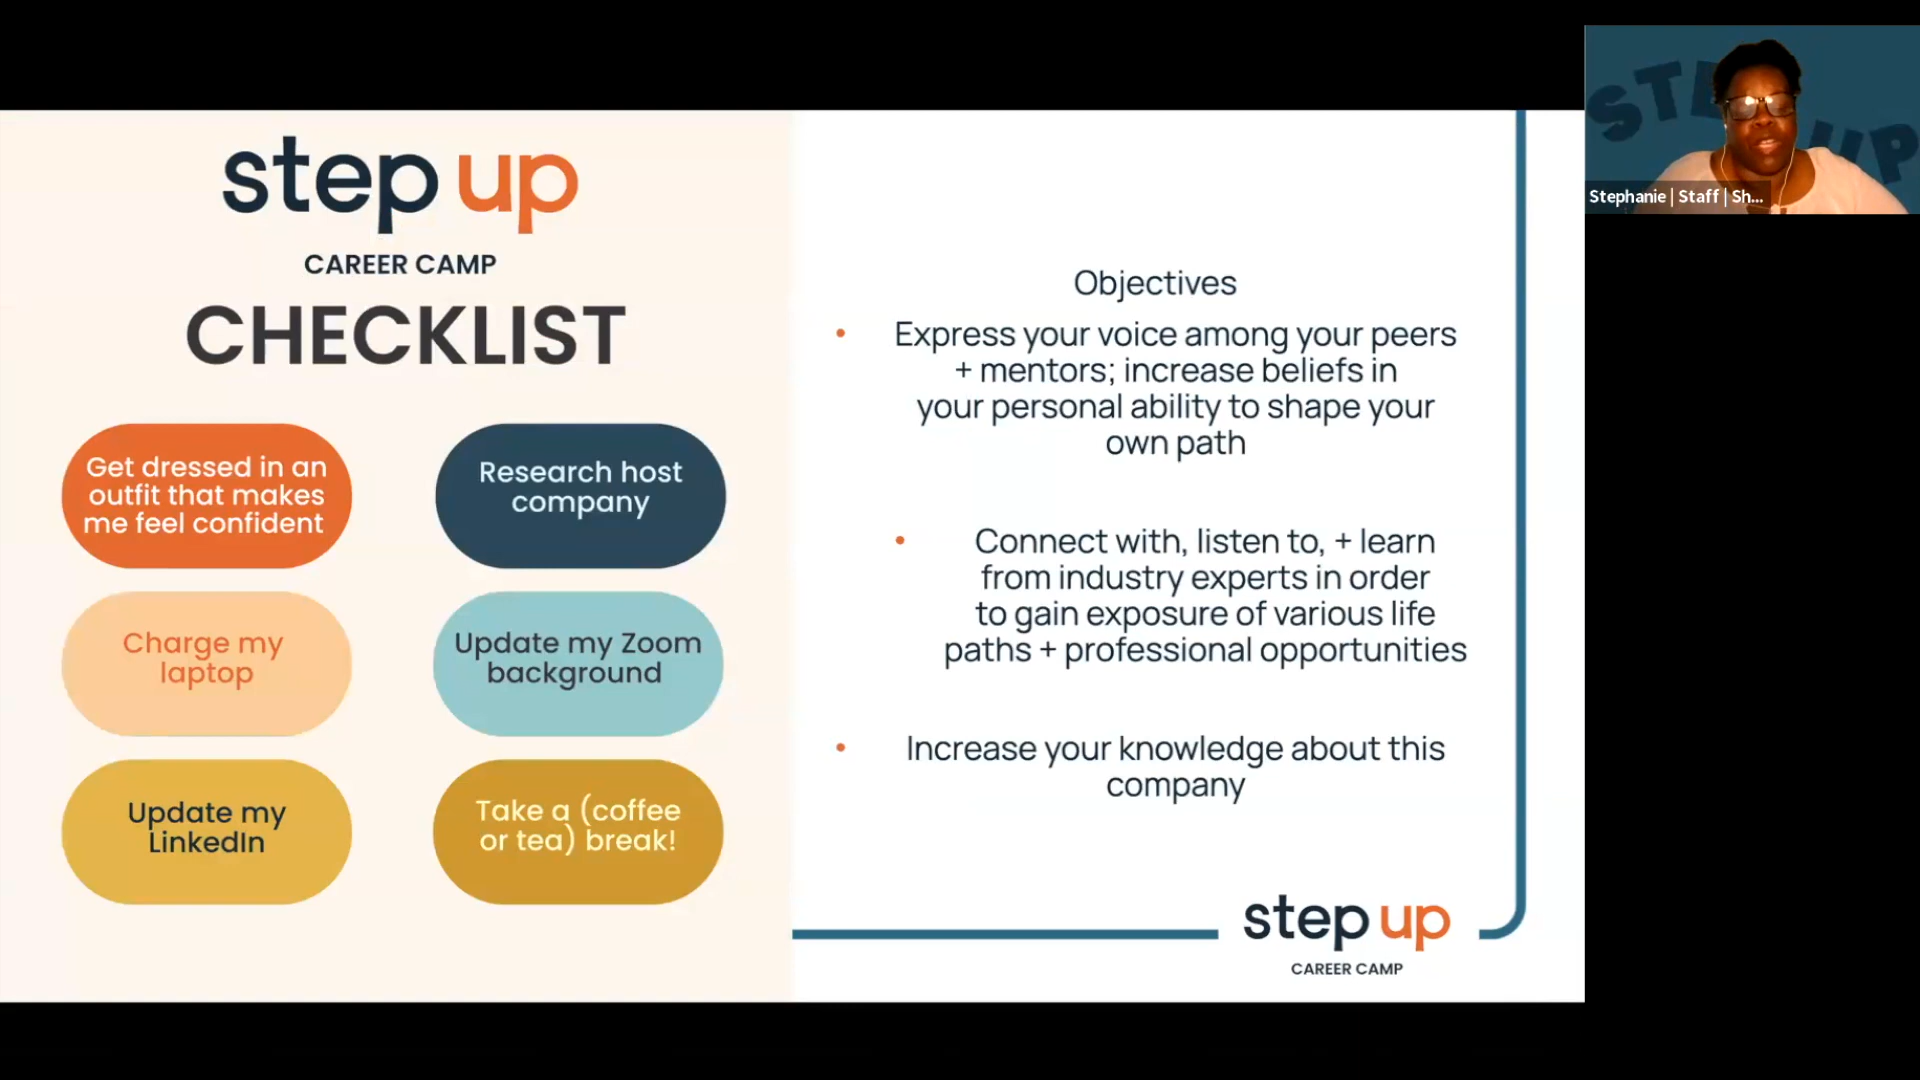 step up
CAREER CAMP
CHECKLIST
Get dressed in an
outfit that makes
me feel confident
Research host
company
Charge my
laptop
Update my Zoom
background
Update my
LinkedIn
Take a (coffee
or tea) break!
Objectives
• Express your voice among your peers
+ mentors; increase beliefs in
your personal ability to shape your
own path
• Connect with, listen to, + learn
from industry experts in order
to gain exposure of various life
paths + professional opportunities
• Increase your knowledge about this
company
step up
CAREER CAMP
STEP UP
Stephanie | Staff | Sh...